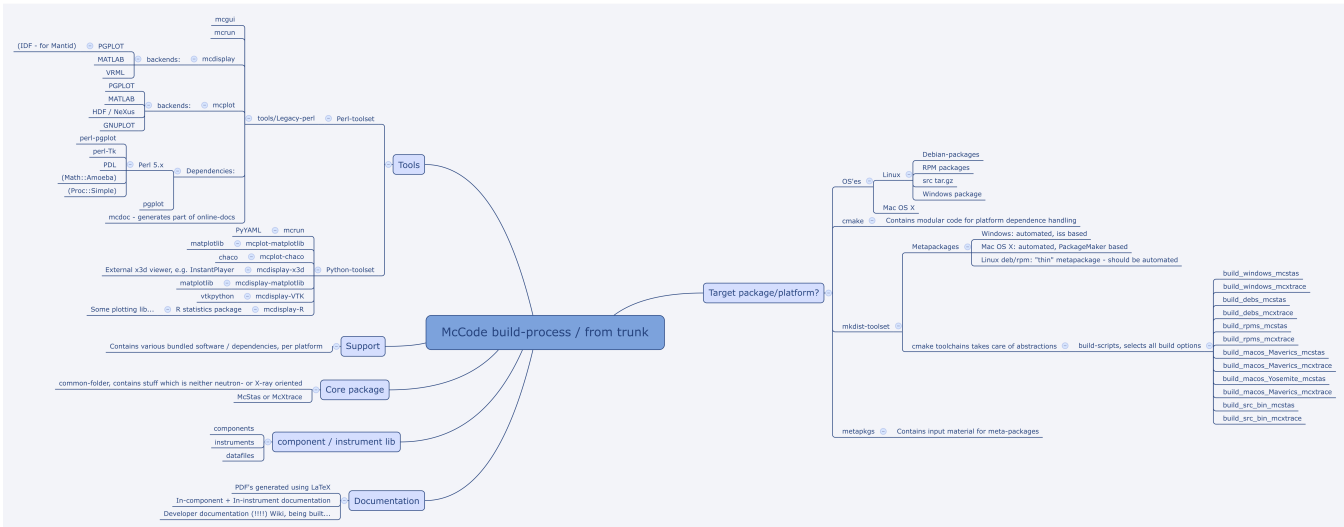 McCode build-process / from trunk
Tools
Perl-toolset
tools/Legacy-perl
mcgui
mcrun
mcdisplay
backends:
PGPLOT
(IDF - for Mantid)
MATLAB
VRML
mcplot
backends:
PGPLOT
MATLAB
HDF / NeXus
GNUPLOT
Dependencies:
Perl 5.x
perl-pgplot
perl-Tk
PDL
(Math::Amoeba)
(Proc::Simple)
pgplot
mcdoc - generates part of online-docs
Python-toolset
mcrun
PyYAML
mcplot-matplotlib
matplotlib
mcplot-chaco
chaco
mcdisplay-x3d
External x3d viewer, e.g. InstantPlayer
mcdisplay-matplotlib
matplotlib
mcdisplay-VTK
vtkpython
mcdisplay-R
R statistics package
Some plotting lib...
Support
Contains various bundled software / dependencies, per platform
Core package
common-folder, contains stuff which is neither neutron- or X-ray oriented
McStas or McXtrace
component / instrument lib
components
instruments
datafiles
Documentation
PDF's generated using LaTeX
In-component + In-instrument documentation
Developer documentation (!!!!) Wiki, being built...
Target package/platform?
OS'es
Linux
Debian-packages
RPM packages
src tar.gz
Windows package
Mac OS X
cmake
Contains modular code for platform dependence handling
mkdist-toolset
Metapackages
Windows: automated, iss based
Mac OS X: automated, PackageMaker based
Linux deb/rpm: "thin" metapackage - should be automated
cmake toolchains takes care of abstractions
build-scripts, selects all build options
build_windows_mcstas
build_windows_mcxtrace
build_debs_mcstas
build_debs_mcxtrace
build_rpms_mcstas
build_rpms_mcxtrace
build_macos_Maverics_mcstas
build_macos_Maverics_mcxtrace
build_macos_Yosemite_mcstas
build_macos_Maverics_mcxtrace
build_src_bin_mcstas
build_src_bin_mcxtrace
metapkgs
Contains input material for meta-packages